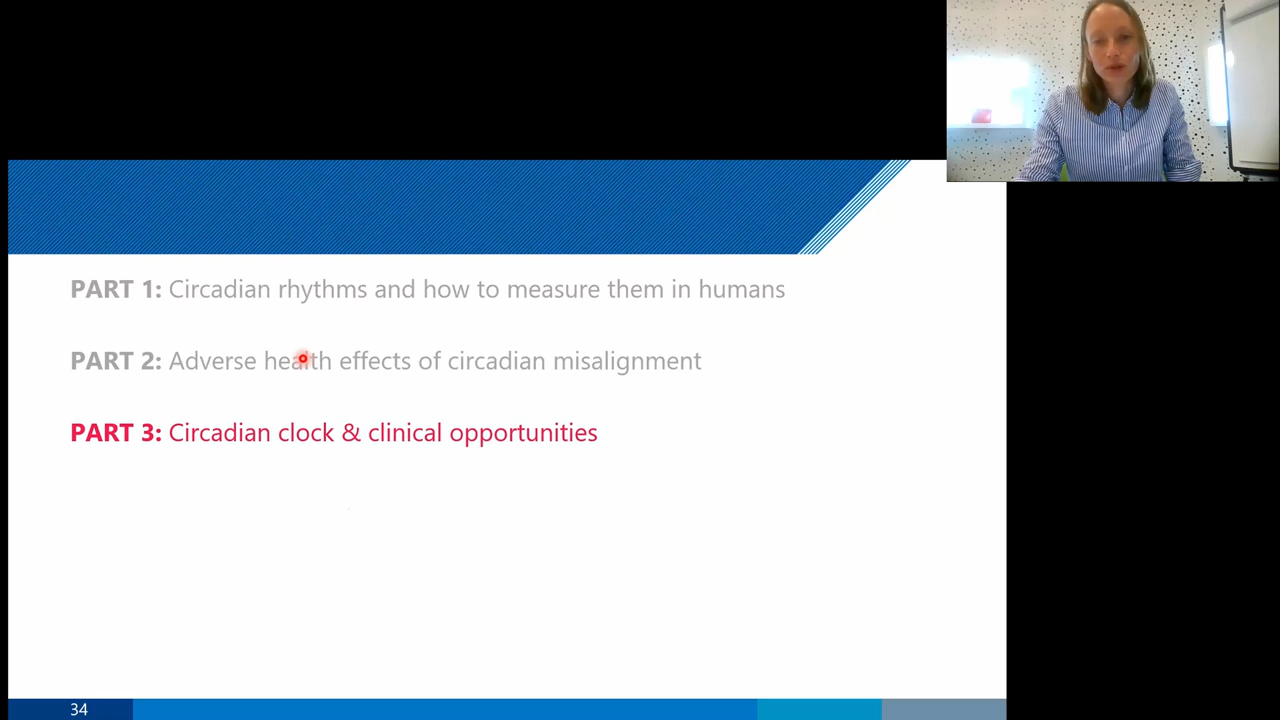 PART 1: Circadian rhythms and how to measure them in humans
PART 2: Adverse health effects of circadian misalignment
PART 3: Circadian clock & clinical opportunities
34